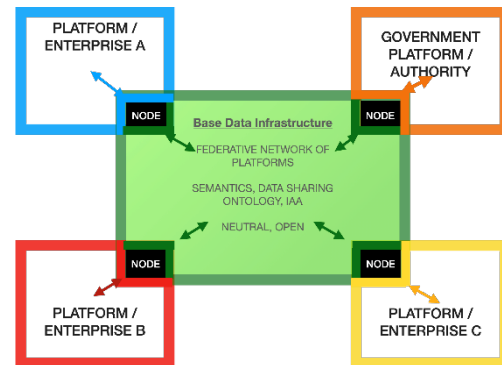 PLATFORM /
ENTERPRISE A
GOVERNMENT
PLATFORM /
AUTHORITY
NODE
NODE
Base Data Infrastructure
FEDERATIVE NETWORK OF
PLATFORMS
SEMANTICS, DATA SHARING
ONTOLOGY, IAA
NEUTRAL, OPEN
NODE
NODE
PLATFORM /
ENTERPRISE B
PLATFORM /
ENTERPRISE C